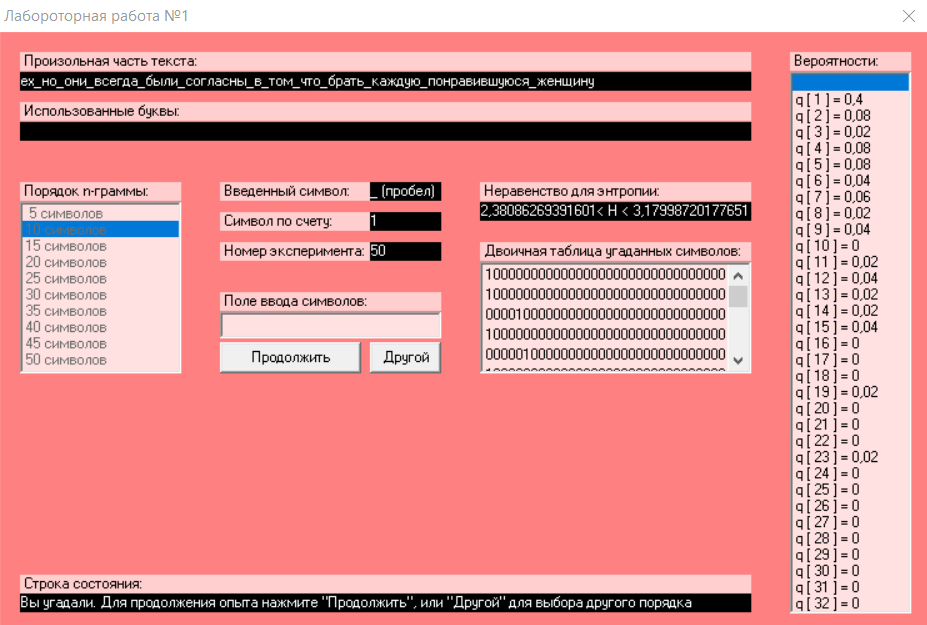 Лабороторная работа №1
Произольная часть текста:
ех_но_они_всегда_были_согласны_в_том_что_брать_каждую_понравившуюся_женщину
Использованные буквы:
Порядок n-граммы:
5 символов
10 символов
15 символов
20 символов
25 символов
30 символов
35 символов
40 символов
45 символов
50 символов
Введенный символ: _ (пробел)
Символ по счету: 1
Номер эксперимента: 50
Поле ввода символов:
Продолжить
Другой
Неравенство для энтропии:
2,38086269391601< H < 3,17998720177651
Двоичная таблица угаданных символов:
10000000000000000000000000000000
10000000000000000000000000000000
00001000000000000000000000000000
10000000000000000000000000000000
00000100000000000000000000000000
Вероятности:
q [ 1 ] = 0,4
q [ 2 ] = 0,08
q [ 3 ] = 0,02
q [ 4 ] = 0,08
q [ 5 ] = 0,08
q [ 6 ] = 0,04
q [ 7 ] = 0,06
q [ 8 ] = 0,02
q [ 9 ] = 0,04
q [ 10 ] = 0
q [ 11 ] = 0,02
q [ 12 ] = 0,04
q [ 13 ] = 0,02
q [ 14 ] = 0,02
q [ 15 ] = 0,04
q [ 16 ] = 0
q [ 17 ] = 0
q [ 18 ] = 0
q [ 19 ] = 0,02
q [ 20 ] = 0
q [ 21 ] = 0
q [ 22 ] = 0
q [ 23 ] = 0,02
q [ 24 ] = 0
q [ 25 ] = 0
q [ 26 ] = 0
q [ 27 ] = 0
q [ 28 ] = 0
q [ 29 ] = 0
q [ 30 ] = 0
q [ 31 ] = 0
q [ 32 ] = 0
Строка состояния:
Вы угадали. Для продолжения опыта нажмите "Продолжить", или "Другой" для выбора другого порядка